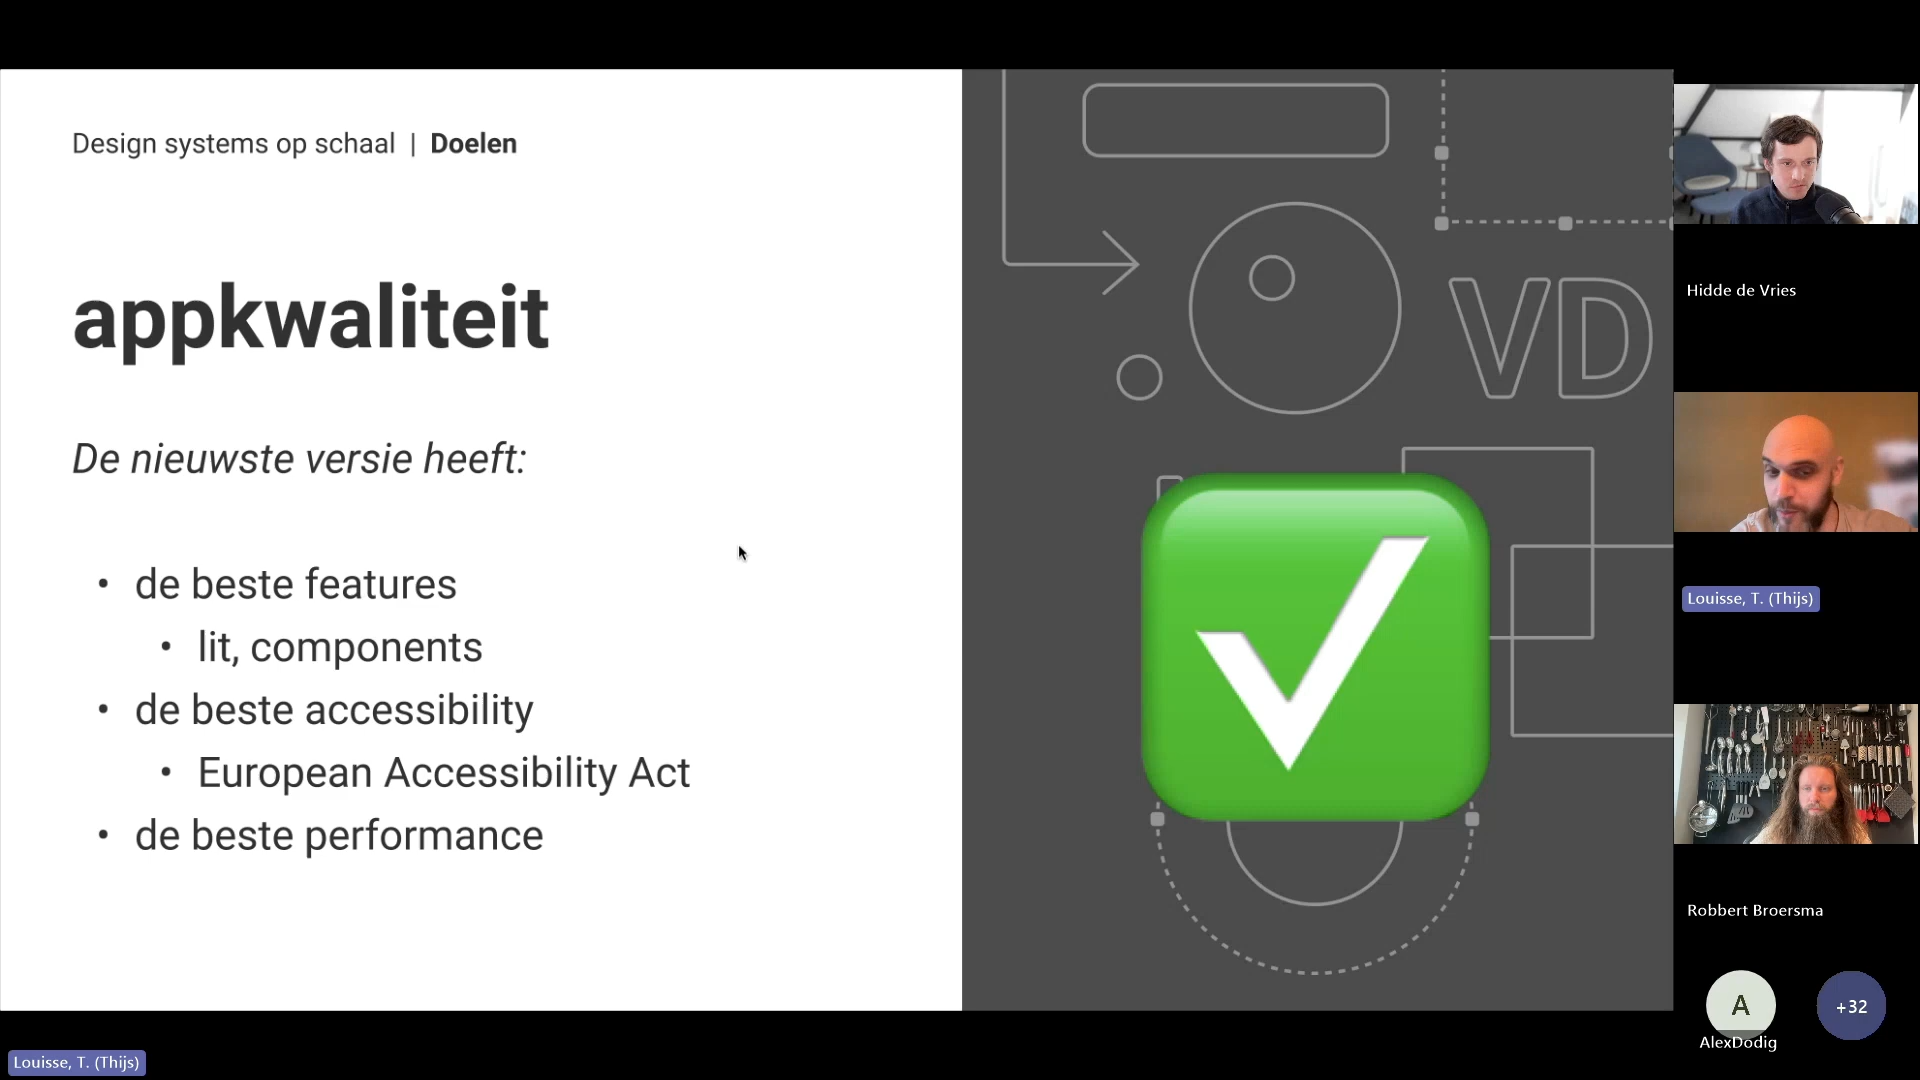 Design systems op schaal | Doelen
appkwaliteit
De nieuwste versie heeft:
• de beste features
• lit, components
• de beste accessibility
• European Accessibility Act
• de beste performance
VD
Hidde de Vries
Louisse, T. (Thijs)
Robbert Broersma
A
+32
AlexDodig
Louisse, T. (Thijs)